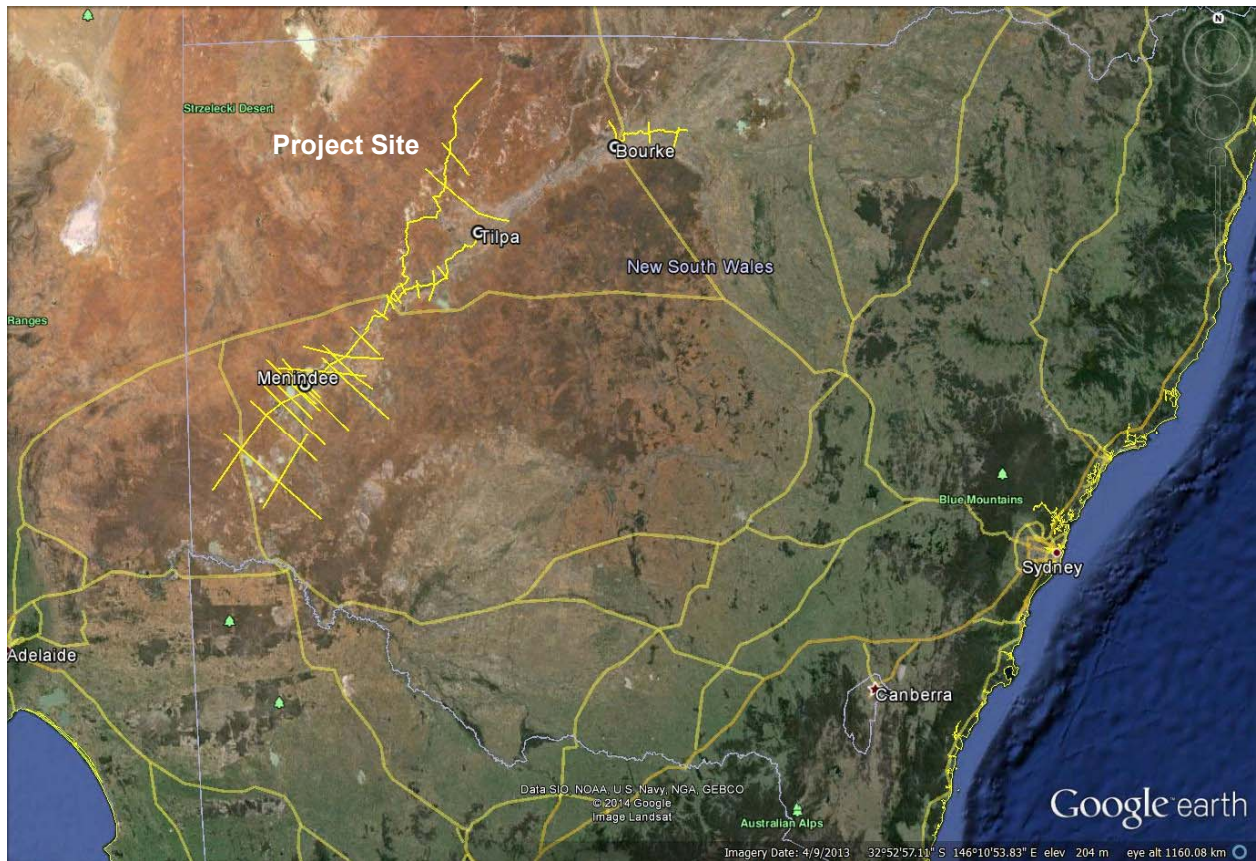 N
Strzelecki Desert
Project Site
Bourke
Tilpa
New South Wales
Ranges
Menindee
Blue Mountains
Sydney
Adelaide
Canberra
Data SIO, NOAA, U.S. Navy, NGA, GEBCO
© 2014 Google
Image Landsat
Australian Alps
Google earth
Imagery Date: 4/9/2013 32°52'57.11" S 146°10'53.83" E elev 204 m eye alt 1160.08 km